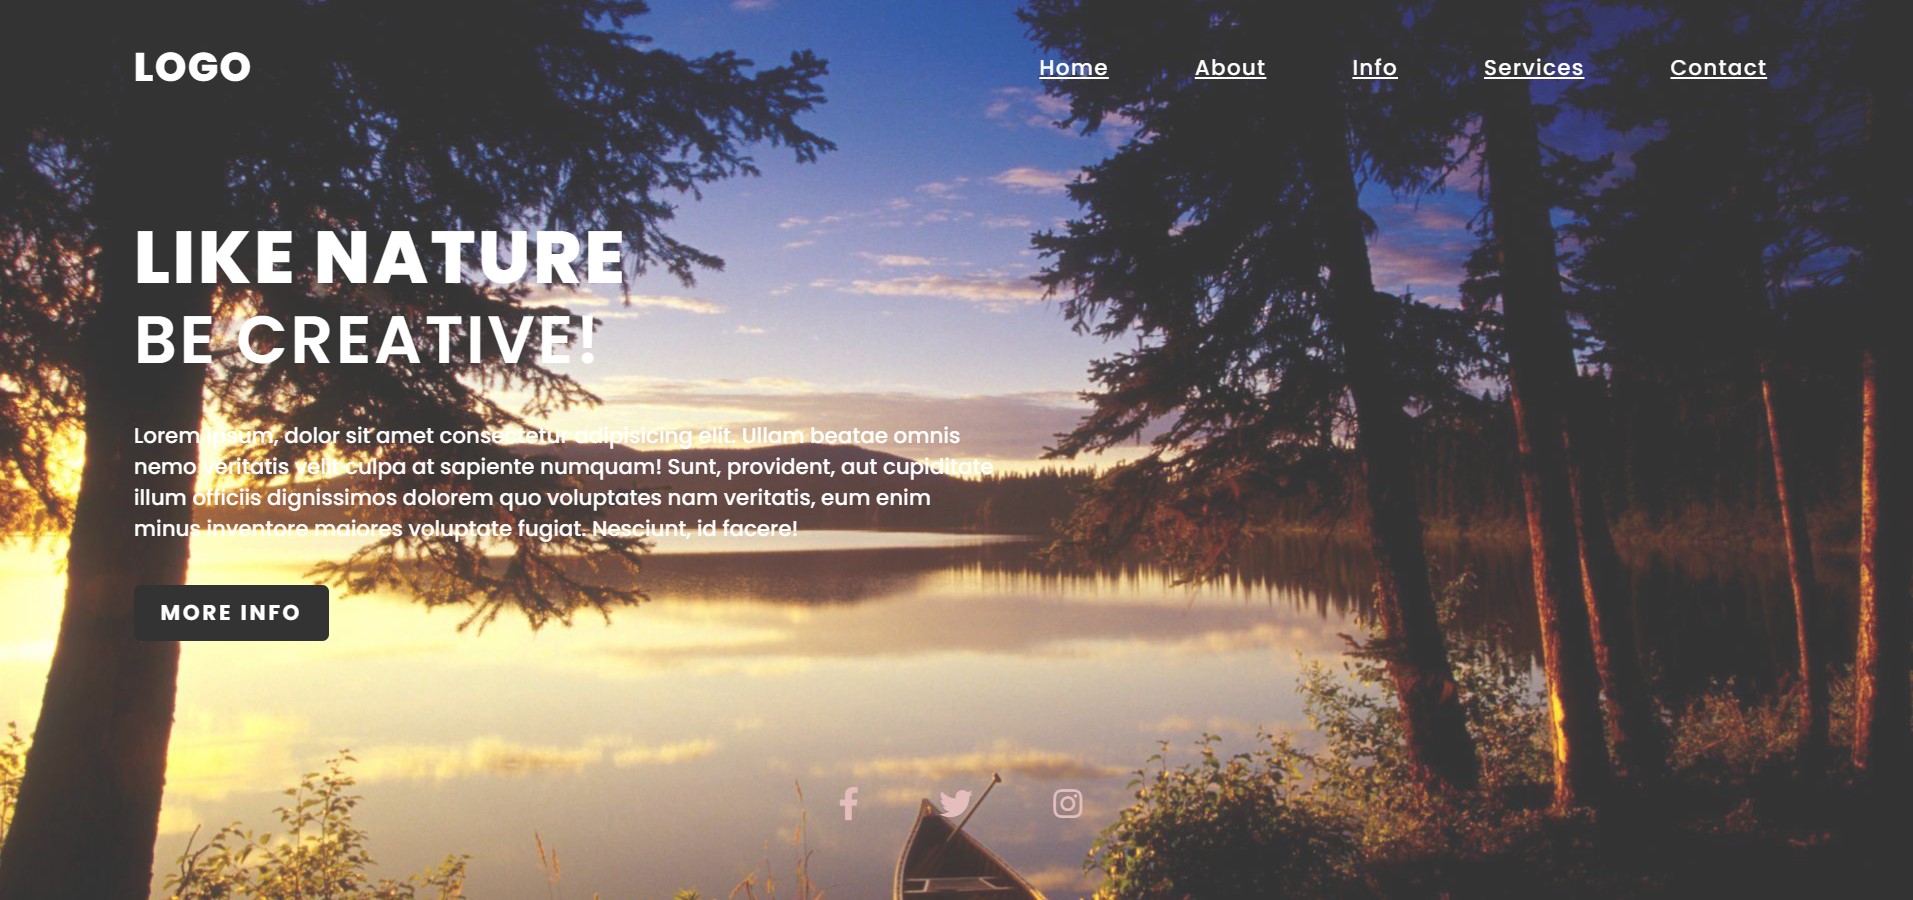 LOGO
Home About Info Services Contact
LIKE NATURE
BE CREATIVE!
Lorem ipsum, dolor sit amet consectetur adipisicing elit. Ullam beatae omnis
nemo veritatis velit culpa at sapiente numquam! Sunt, provident, aut cupiditate
illum officiis dignissimos dolorem quo voluptates nam veritatis, eum enim
minus inventore maiores voluptate fugiat. Nesciunt, id facere!
MORE INFO